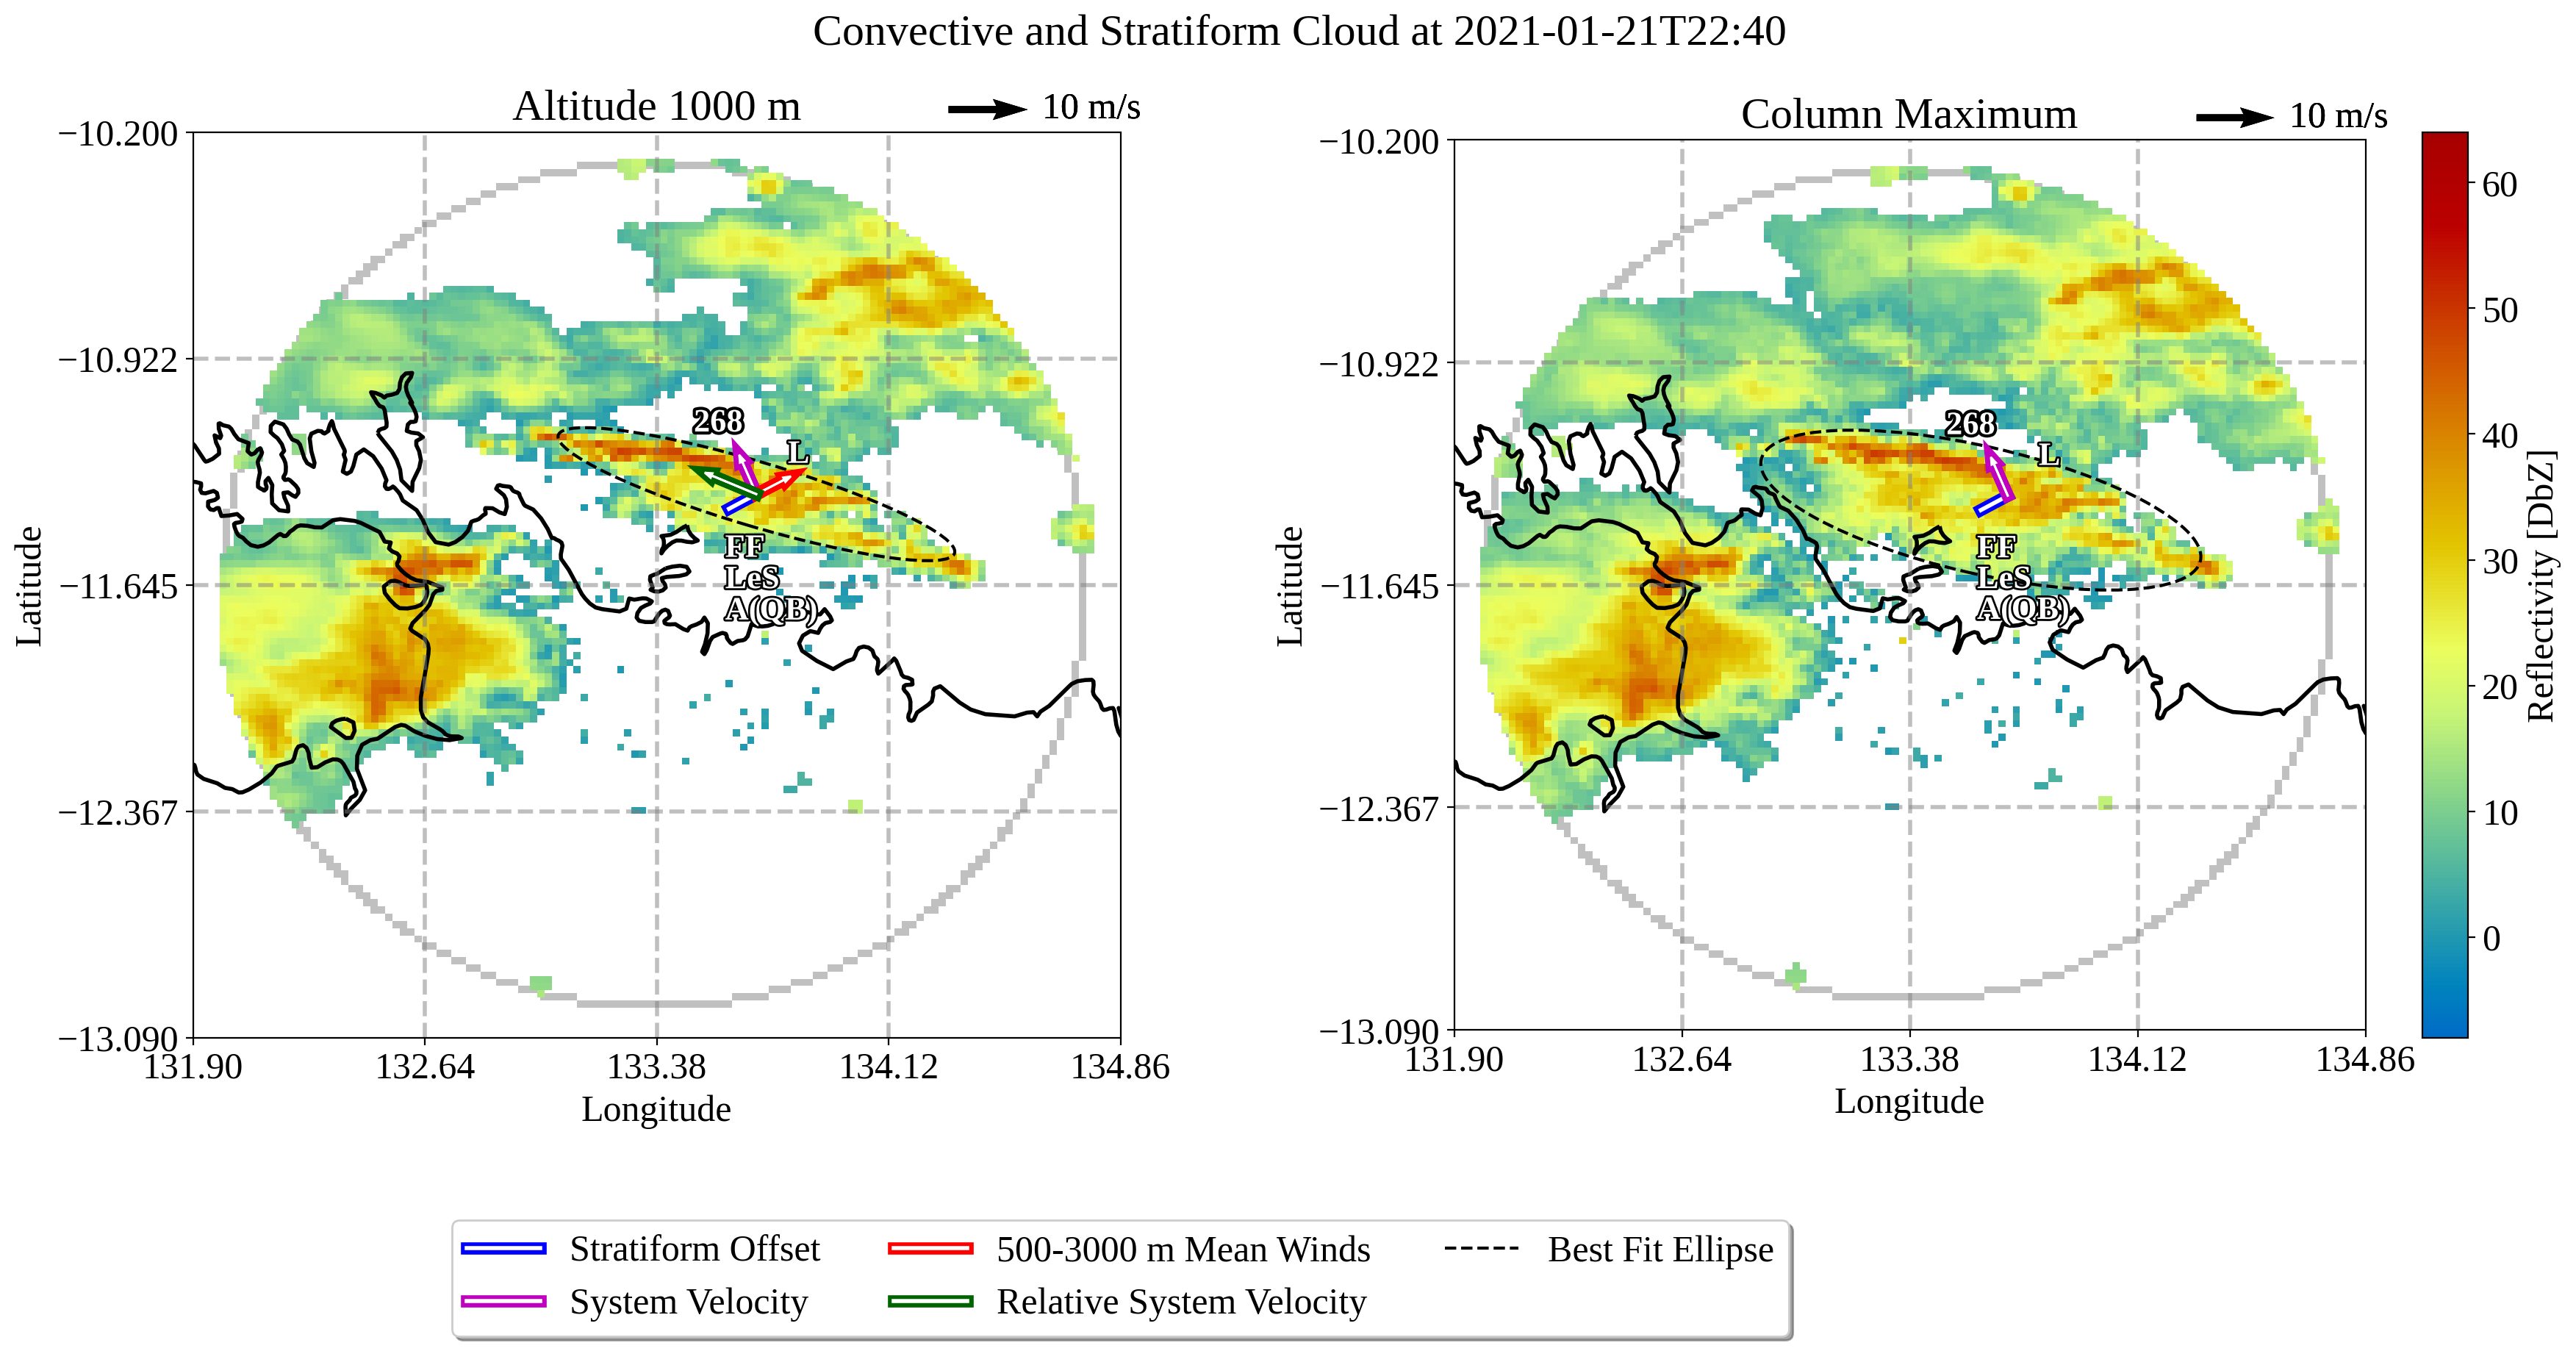 Convective and Stratiform Cloud at 2021-01-21T22:40
Altitude 1000 m
10 m/s
−10.200
−10.922
−11.645
−12.367
−13.090
131.90
132.64
133.38
134.12
134.86
Latitude
Longitude
268
L
FF
LeS
A(QB)
Column Maximum
10 m/s
−10.200
−10.922
−11.645
−12.367
−13.090
131.90
132.64
133.38
134.12
134.86
Latitude
Longitude
268
L
FF
LeS
A(QB)
60
50
40
30
20
10
0
Reflectivity [DbZ]
Stratiform Offset
500-3000 m Mean Winds
Best Fit Ellipse
System Velocity
Relative System Velocity